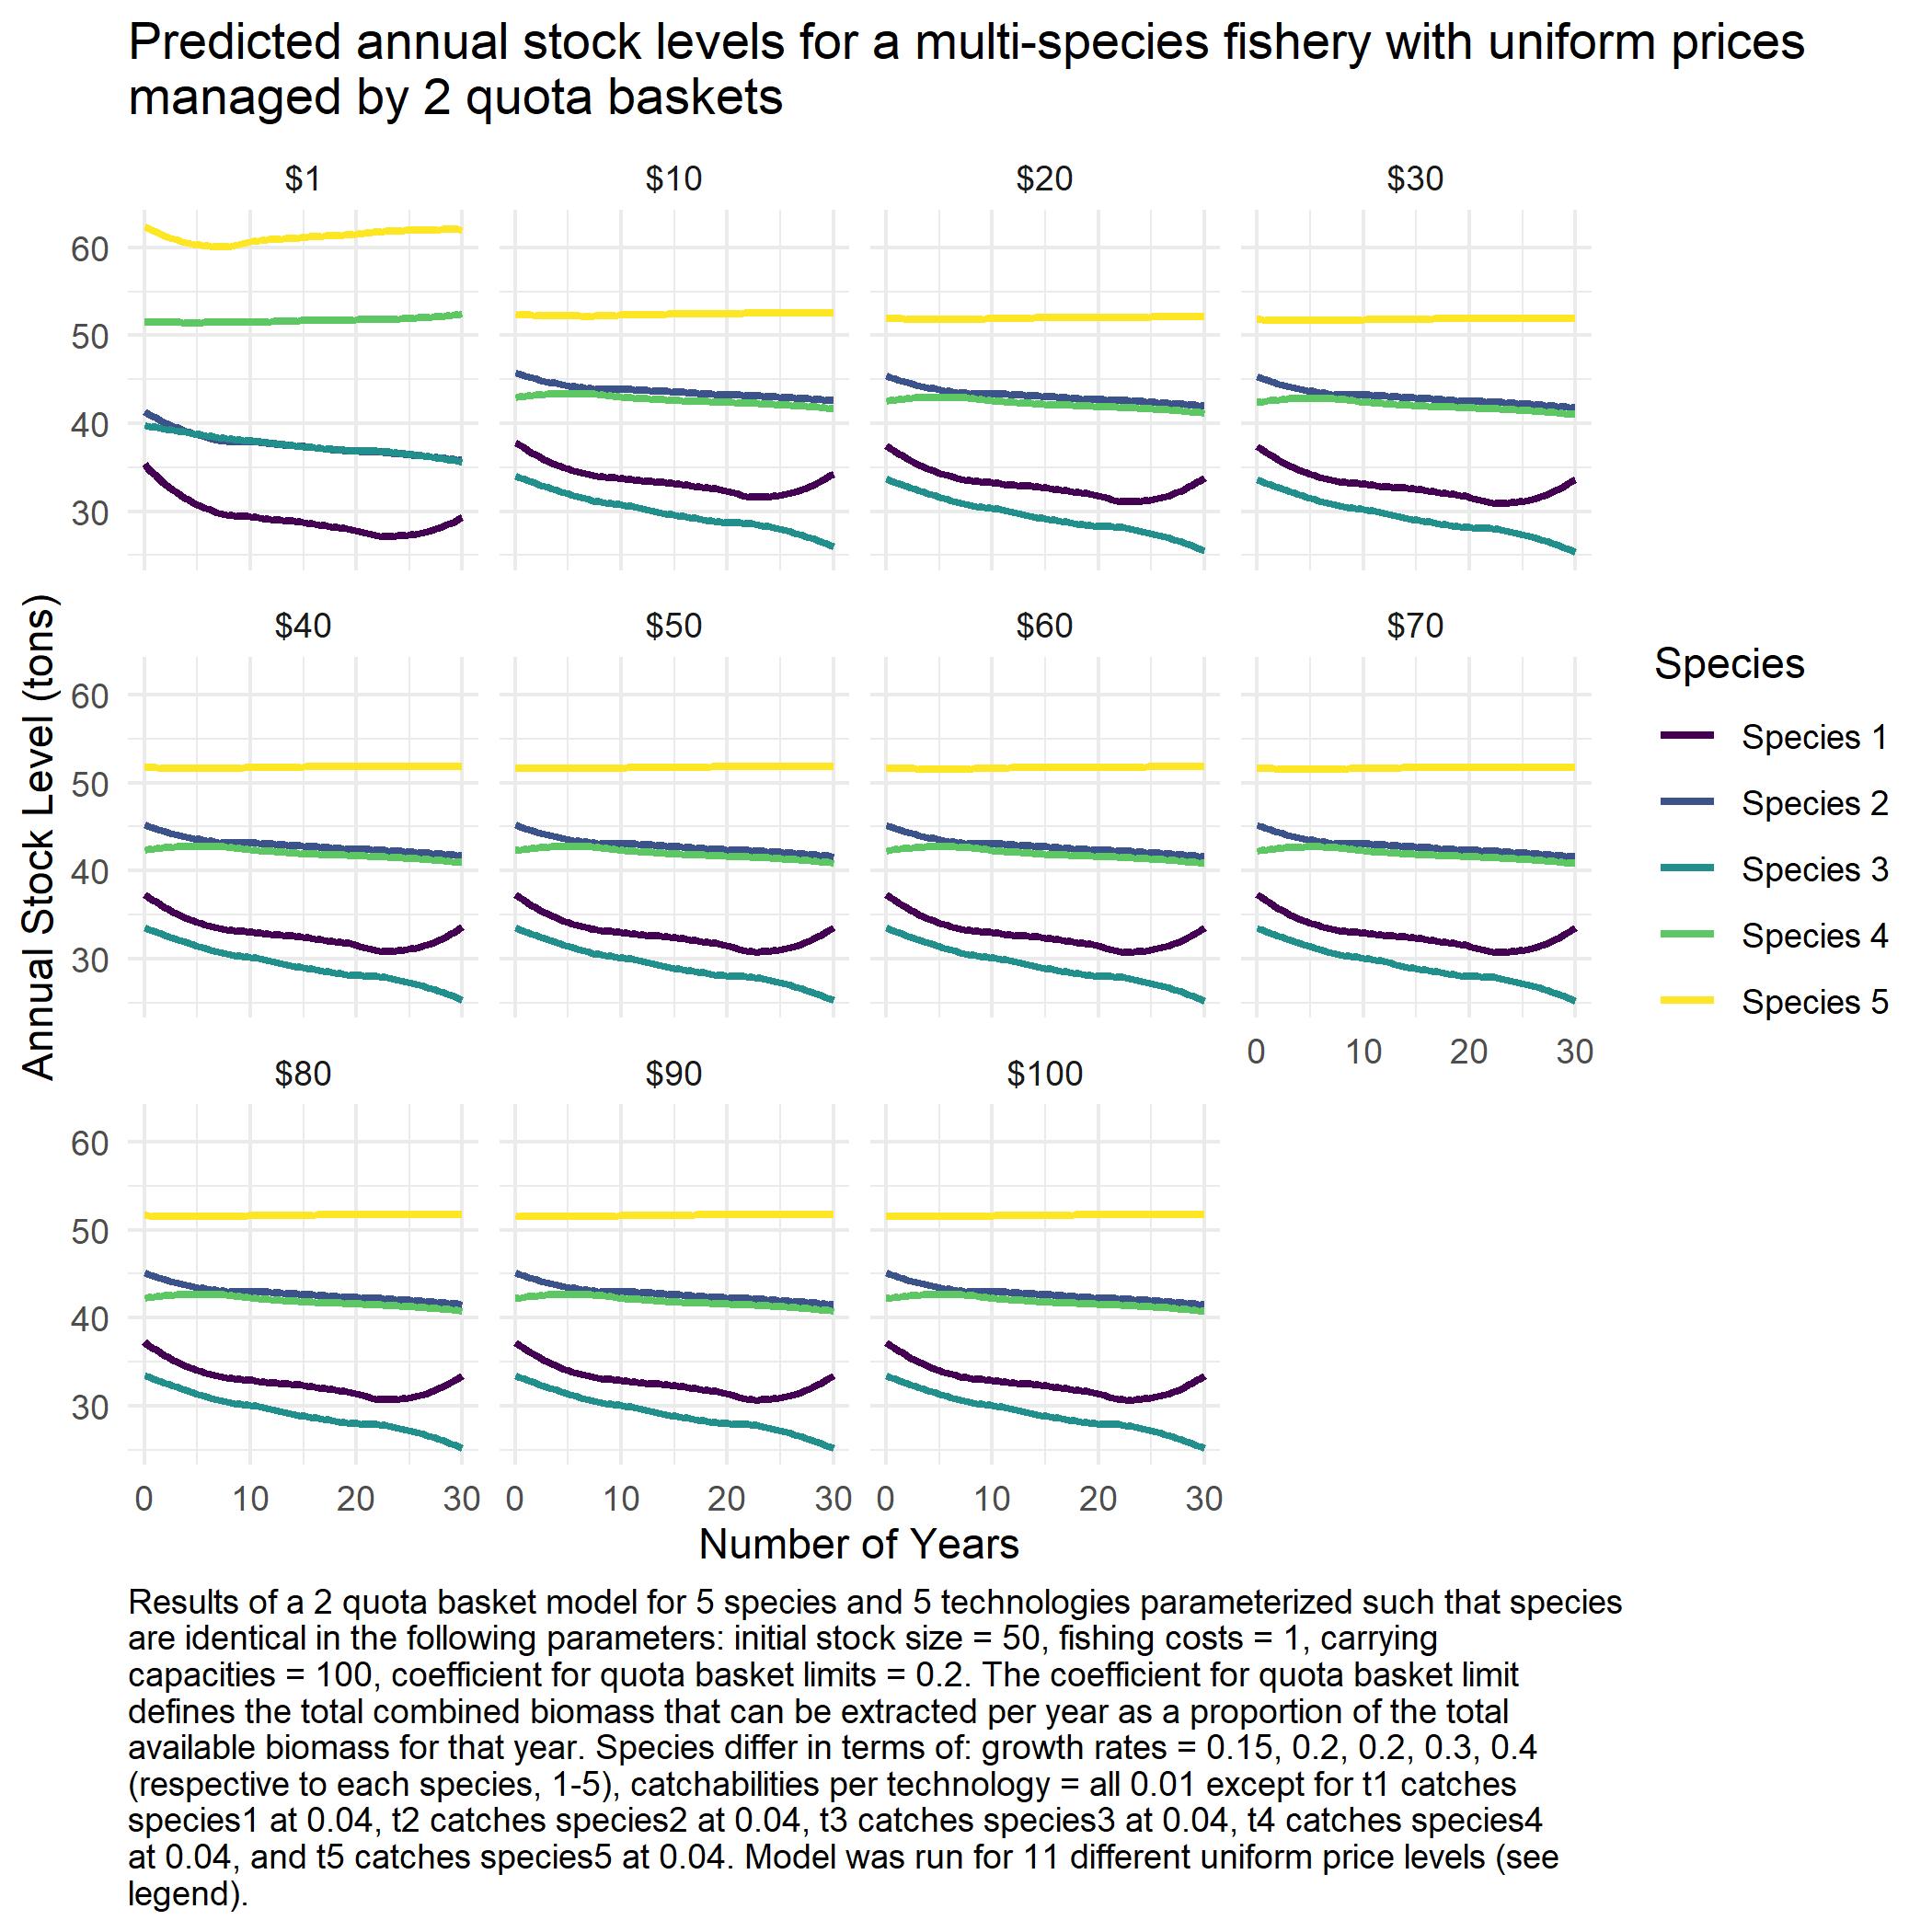 Predicted annual stock levels for a multi-species fishery with uniform prices
managed by 2 quota baskets
$1 $10 $20 $30
60
50
40
30
$40 $50 $60 $70
60
50
40
30
0 10 20 30
$80 $90 $100
60
50
40
30
0 10 20 30 0 10 20 30 0 10 20 30
Annual Stock Level (tons)
Number of Years
Species
Species 1
Species 2
Species 3
Species 4
Species 5
Results of a 2 quota basket model for 5 species and 5 technologies parameterized such that species
are identical in the following parameters: initial stock size = 50, fishing costs = 1, carrying
capacities = 100, coefficient for quota basket limits = 0.2. The coefficient for quota basket limit
defines the total combined biomass that can be extracted per year as a proportion of the total
available biomass for that year. Species differ in terms of: growth rates = 0.15, 0.2, 0.2, 0.3, 0.4
(respective to each species, 1-5), catchabilities per technology = all 0.01 except for t1 catches
species1 at 0.04, t2 catches species2 at 0.04, t3 catches species3 at 0.04, t4 catches species4
at 0.04, and t5 catches species5 at 0.04. Model was run for 11 different uniform price levels (see
legend).